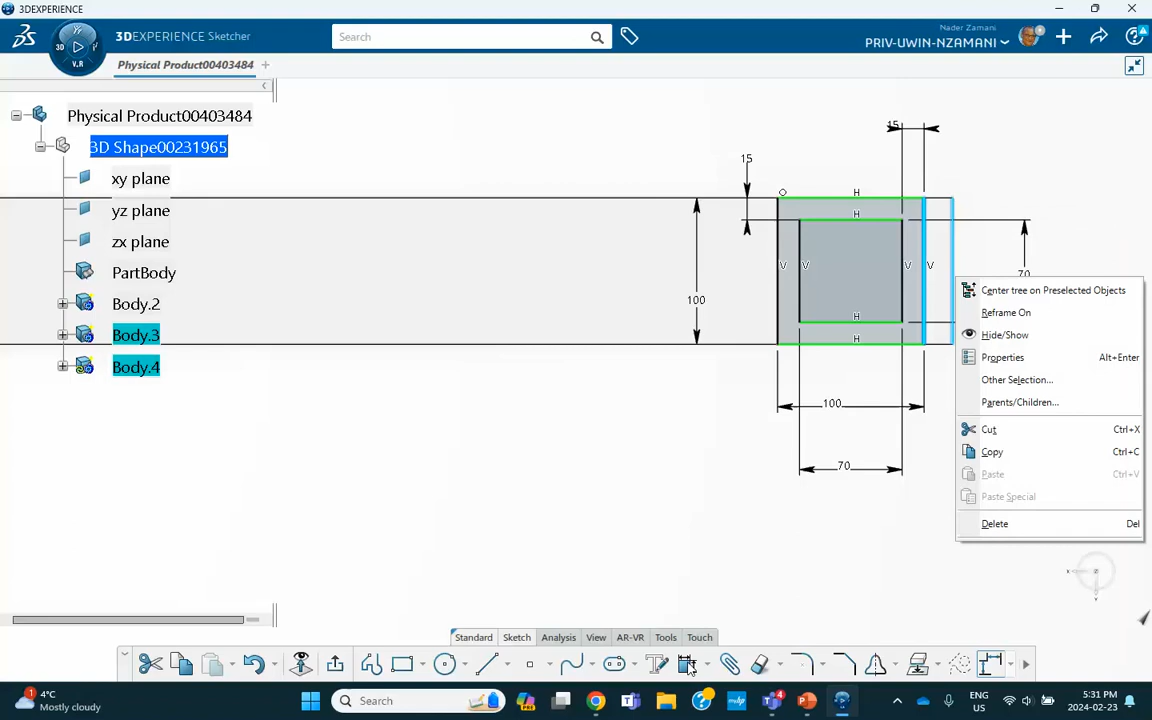 3DEXPERIENCE
3DEXPERIENCE Sketcher
Search
Nader Zamani
PRIV-UWIN-NZAMANI
3D
V.R
Physical Product00403484
Physical Product00403484
3D Shape00231965
xy plane
yz plane
zx plane
PartBody
Body.2
Body.3
Body.4
15
15
H
H
V
V
V
V
H
H
100
70
100
70
Center tree on Preselected Objects
Reframe On
Hide/Show
Properties Alt+Enter
Other Selection...
Parents/Children...
Cut Ctrl+X
Copy Ctrl+C
Paste Ctrl+V
Paste Special
Delete Del
Standard
Sketch
Analysis
View
AR-VR
Tools
Touch
4°C
Mostly cloudy
Search
ENG
US
5:31 PM
2024-02-23